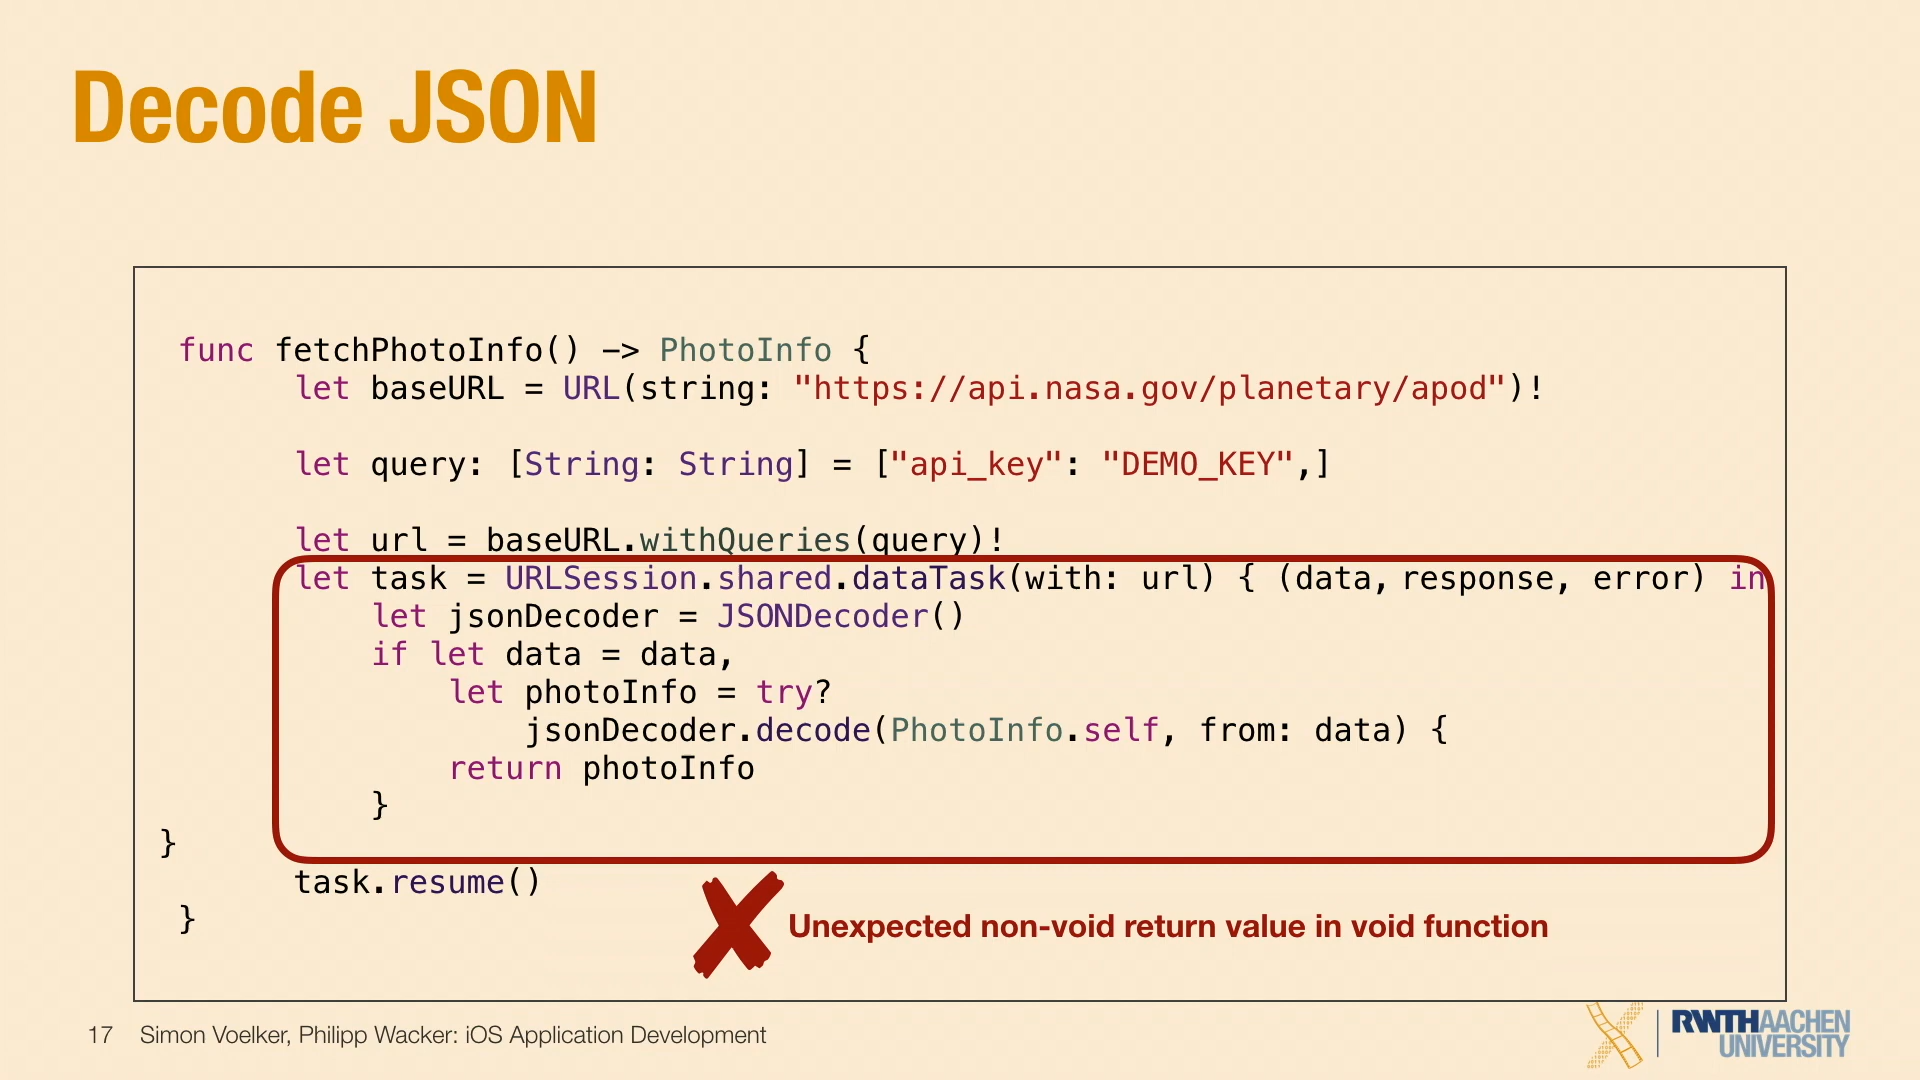 Decode JSON
func fetchPhotoInfo() -> PhotoInfo {
let baseURL = URL(string: "https://api.nasa.gov/planetary/apod")!
let query: [String: String] = ["api_key": "DEMO_KEY",]
let url = baseURL.withQueries(query)!
let task = URLSession.shared.dataTask(with: url) { (data, response, error) in
let jsonDecoder = JSONDecoder()
if let data = data,
let photoInfo = try?
jsonDecoder.decode(PhotoInfo.self, from: data) {
return photoInfo
}
}
task.resume()
}
Unexpected non-void return value in void function
17 Simon Voelker, Philipp Wacker: iOS Application Development
RWTHAACHEN
UNIVERSITY